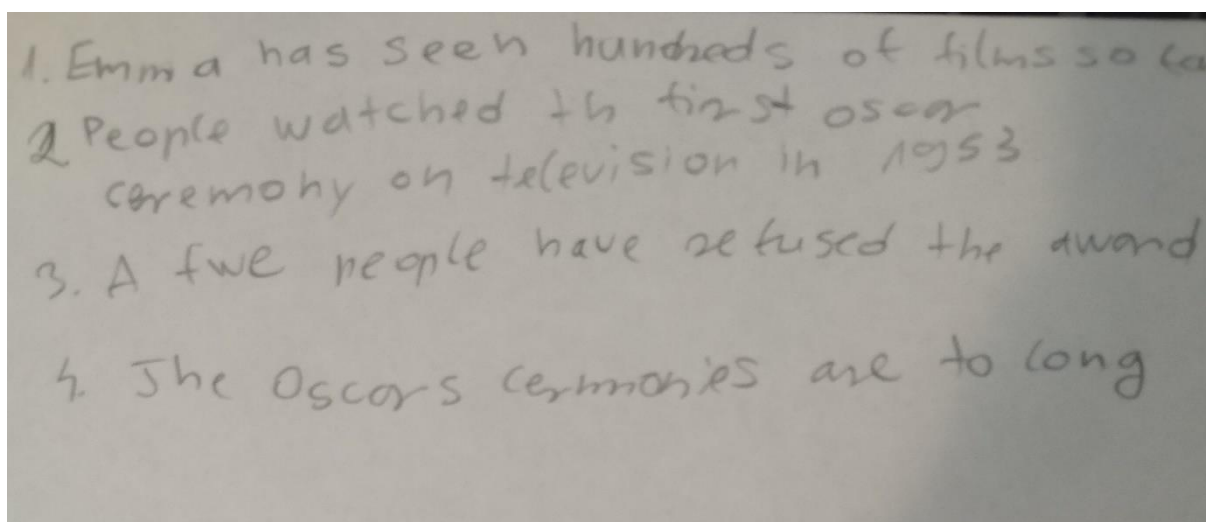 1. Emma has seen hundreds of films so
2 People watched th first oscar
ceremony on television in 1953
3. A fwe people have refused the award
4. The Oscars cermonies are to long